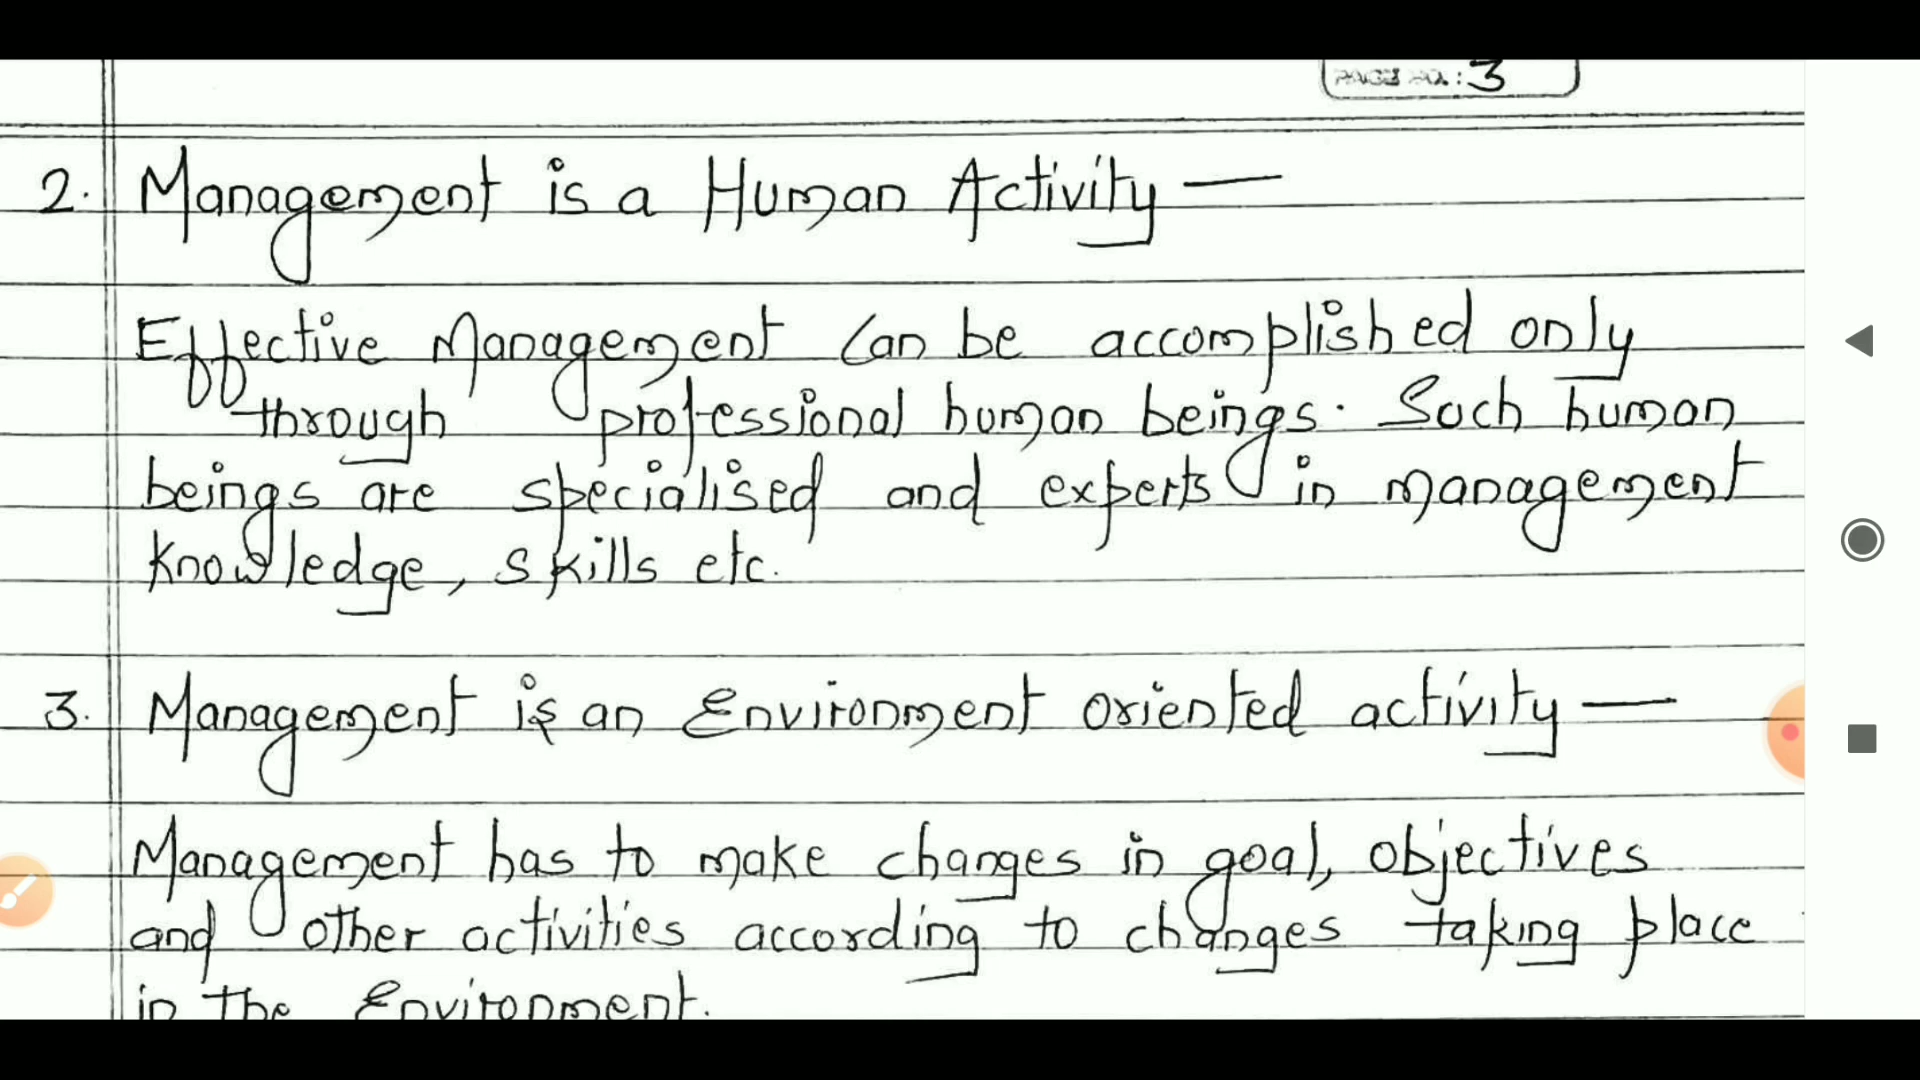 PAGE NO.: 3
2. Management is a Human Activity —
Effective Management can be accomplished only
through professional human beings. Such human
beings are specialised and experts in management
knowledge, skills etc.
3. Management is an Environment oriented activity —
Management has to make changes in goal, objectives
and other activities according to changes taking place
in the Environment.